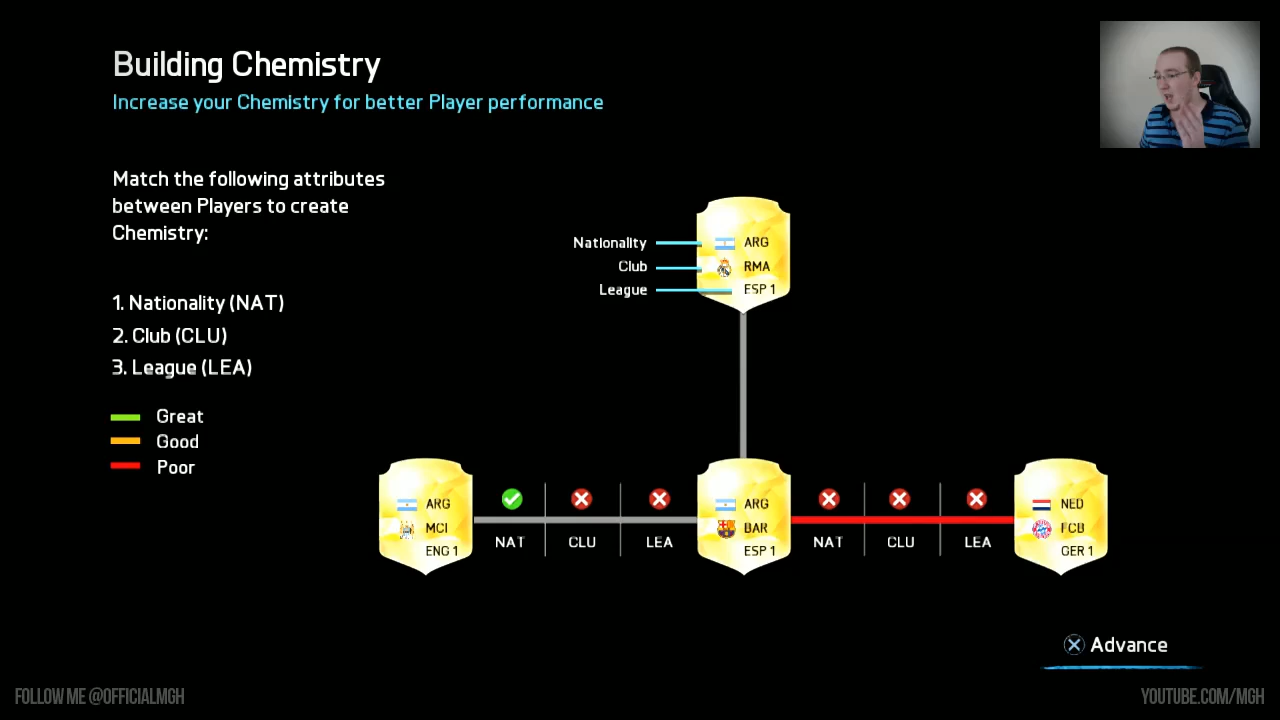 Building Chemistry
Increase your Chemistry for better Player performance
Match the following attributes
between Players to create
Chemistry:
1. Nationality (NAT)
2. Club (CLU)
3. League (LEA)
Great
Good
Poor
Nationality
Club
League
ARG
RMA
ESP 1
ARG
MCI
ENG 1
NAT
CLU
LEA
ARG
BAR
ESP 1
NAT
CLU
LEA
NED
FCB
GER 1
Advance
FOLLOW ME @OFFICIALMGH
YOUTUBE.COM/MGH